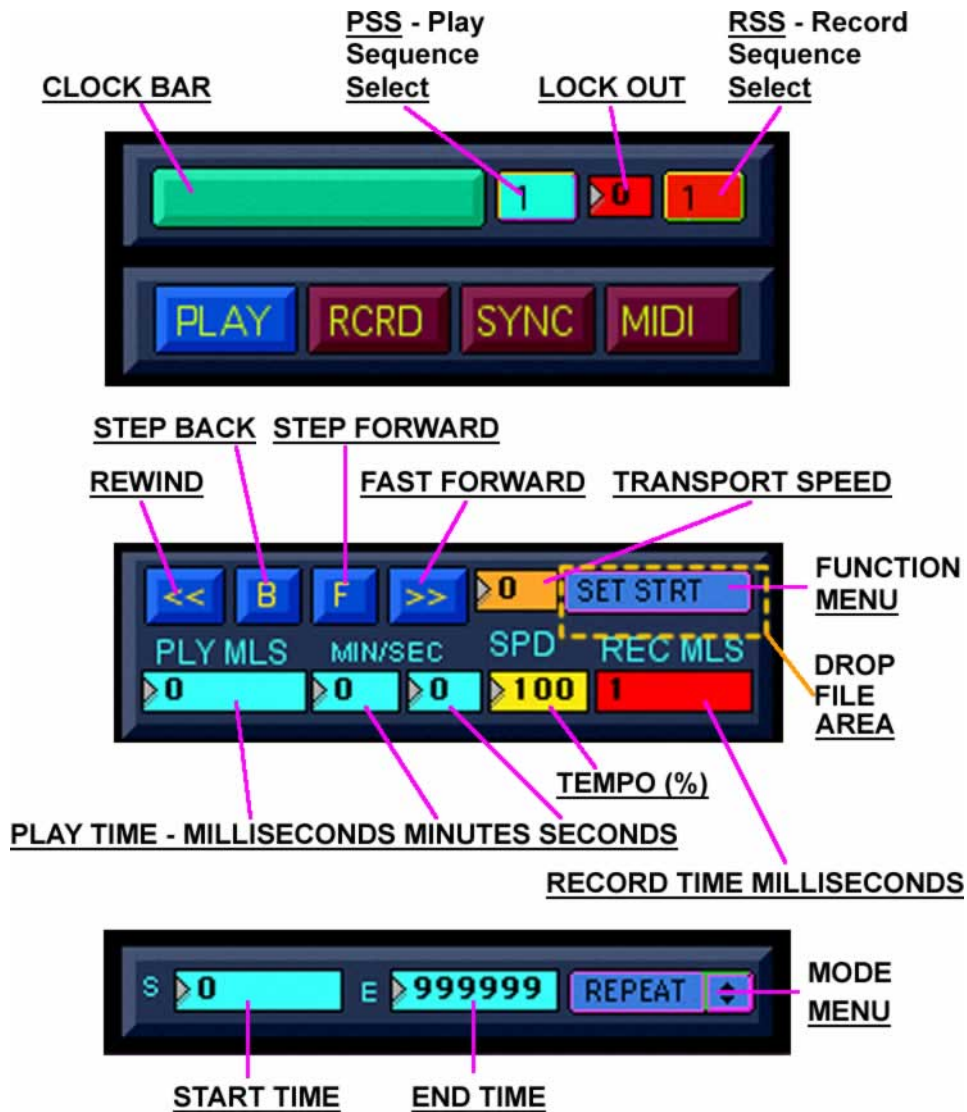 PSS - Play
Sequence
Select
RSS - Record
Sequence
Select
CLOCK BAR
LOCK OUT
1
0
1
PLAY RCRD SYNC MIDI
STEP BACK STEP FORWARD
REWIND
FAST FORWARD
TRANSPORT SPEED
<< B F >> 0 SET STRT
FUNCTION
MENU
PLY MLS MIN/SEC SPD REC MLS
0 0 0 100 1
DROP
FILE
AREA
TEMPO (%)
PLAY TIME - MILLISECONDS MINUTES SECONDS
RECORD TIME MILLISECONDS
S 0 E 999999 REPEAT
MODE
MENU
START TIME
END TIME